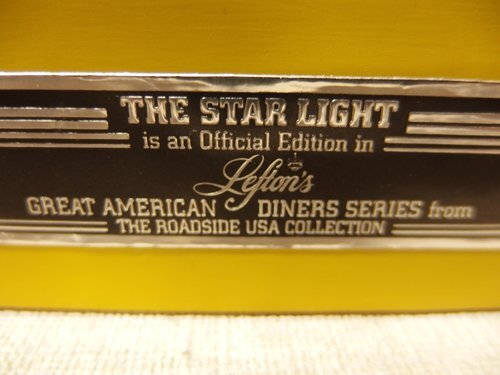 THE STAR LIGHT
is an Official Edition in
Lefton's
GREAT AMERICAN DINERS SERIES from
THE ROADSIDE USA COLLECTION